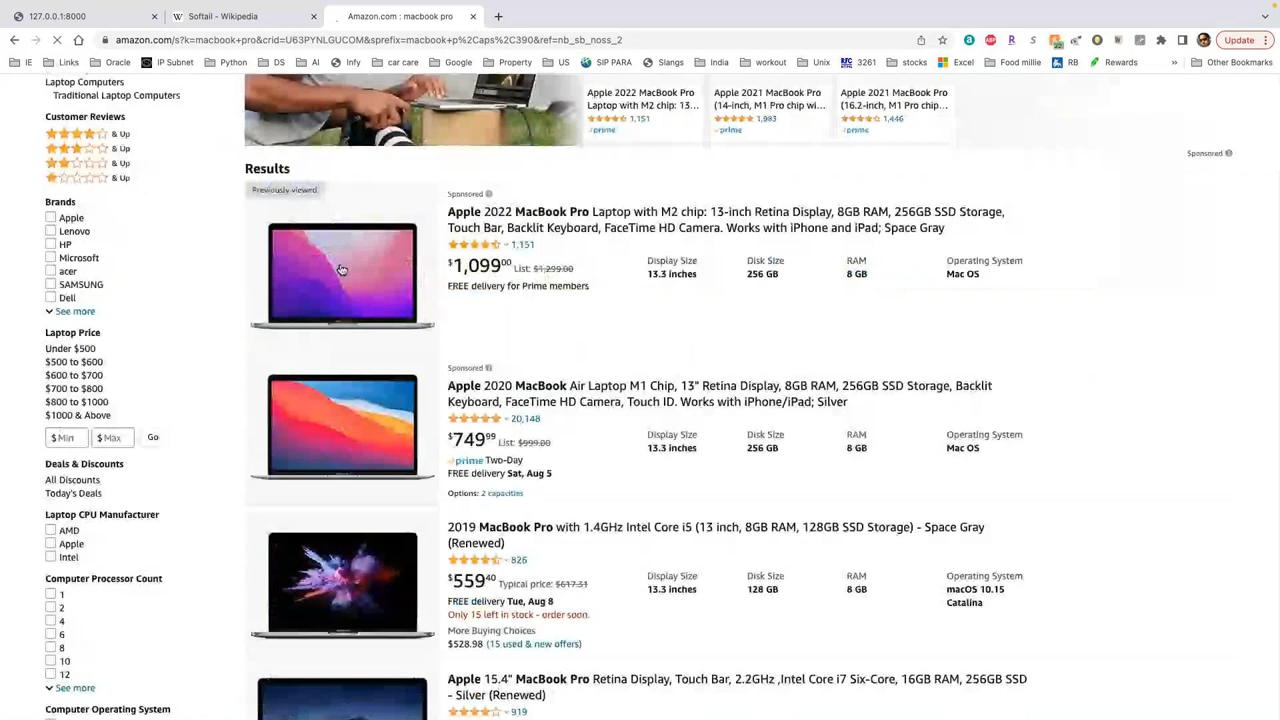 127.0.0.1:8000
Softail - Wikipedia
Amazon.com : macbook pro
amazon.com/s?k=macbook+pro&crid=U63PYNLGUCOM&sprefix=macbook+p%2Caps%2C390&ref=nb_sb_noss_2
Update
IE
Links
Oracle
IP Subnet
Python
DS
AI
Infy
car care
Google
Property
US
SIP PARA
Slangs
India
workout
Unix
3261
stocks
Excel
Food millie
RB
Rewards
»
Other Bookmarks
Laptop Computers
Traditional Laptop Computers
Customer Reviews
& Up
& Up
& Up
& Up
Brands
Apple
Lenovo
HP
Microsoft
acer
SAMSUNG
Dell
See more
Laptop Price
Under $500
$500 to $600
$600 to $700
$700 to $800
$800 to $1000
$1000 & Above
$ Min
$ Max
Go
Deals & Discounts
All Discounts
Today's Deals
Laptop CPU Manufacturer
AMD
Apple
Intel
Computer Processor Count
1
2
4
6
8
10
12
See more
Computer Operating System
Apple 2022 MacBook Pro
Laptop with M2 chip: 13...
1,151
prime
Apple 2021 MacBook Pro
(14-inch, M1 Pro chip wi...
1,983
prime
Apple 2021 MacBook Pro
(16.2-inch, M1 Pro chip...
1,446
prime
Sponsored
Results
Previously viewed
Sponsored
Apple 2022 MacBook Pro Laptop with M2 chip: 13-inch Retina Display, 8GB RAM, 256GB SSD Storage,
Touch Bar, Backlit Keyboard, FaceTime HD Camera. Works with iPhone and iPad; Space Gray
1,151
$1,099.00 List: $1,299.00
FREE delivery for Prime members
Display Size
13.3 inches
Disk Size
256 GB
RAM
8 GB
Operating System
Mac OS
Sponsored
Apple 2020 MacBook Air Laptop M1 Chip, 13" Retina Display, 8GB RAM, 256GB SSD Storage, Backlit
Keyboard, FaceTime HD Camera, Touch ID. Works with iPhone/iPad; Silver
20,148
$749.99 List: $999.00
prime Two-Day
FREE delivery Sat, Aug 5
Options: 2 capacities
Display Size
13.3 inches
Disk Size
256 GB
RAM
8 GB
Operating System
Mac OS
2019 MacBook Pro with 1.4GHz Intel Core i5 (13 inch, 8GB RAM, 128GB SSD Storage) - Space Gray
(Renewed)
826
$559.40 Typical price: $617.31
FREE delivery Tue, Aug 8
Only 15 left in stock - order soon.
More Buying Choices
$528.98 (15 used & new offers)
Display Size
13.3 inches
Disk Size
128 GB
RAM
8 GB
Operating System
macOS 10.15
Catalina
Apple 15.4" MacBook Pro Retina Display, Touch Bar, 2.2GHz ,Intel Core i7 Six-Core, 16GB RAM, 256GB SSD
- Silver (Renewed)
919